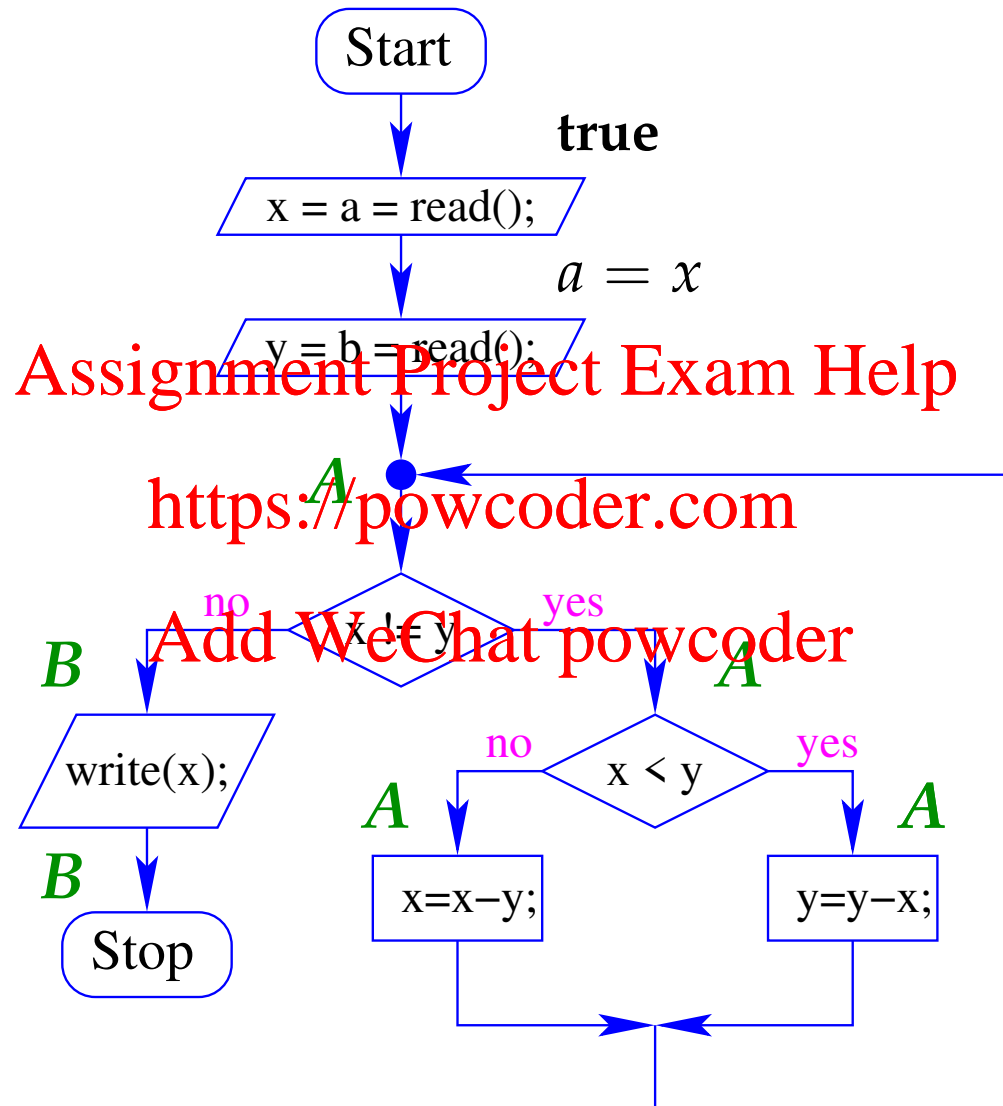 Start
true
x = a = read();
a = x
y = b = read();
Assignment Project Exam Help
A
https://powcoder.com
no
x != y
yes
Add WeChat powcoder
B
A
no
x < y
yes
write(x);
A
A
B
x=x−y;
y=y−x;
Stop